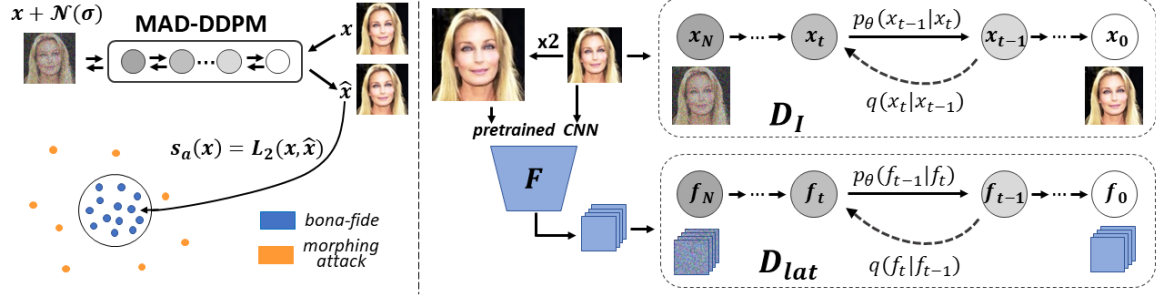 x + 𝒩(σ)
MAD-DDPM
x
x̂
s_a(x) = L_2(x, x̂)
bona-fide
morphing
attack
x2
pretrained CNN
F
x_N ... x_t p_θ(x_{t-1}|x_t) x_{t-1} ... x_0
q(x_t|x_{t-1})
D_I
f_N ... f_t p_θ(f_{t-1}|f_t) f_{t-1} ... f_0
q(f_t|f_{t-1})
D_lat